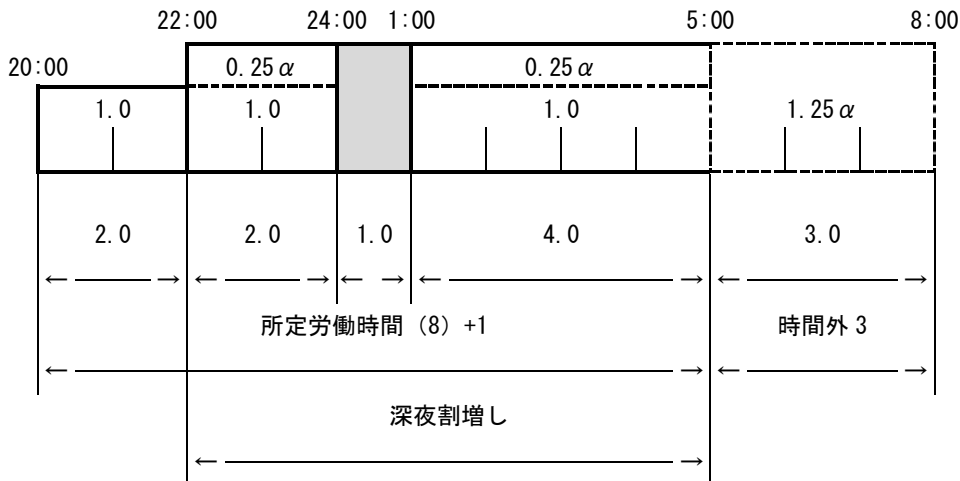 22:00 24:00 1:00 5:00 8:00
20:00
0.25α 0.25α
1.0 1.0 1.0 1.25α
2.0 2.0 1.0 4.0 3.0
← → ← → ← → ← → ← →
所定労働時間（8）+1 時間外 3
← → ← →
深夜割増し
← →